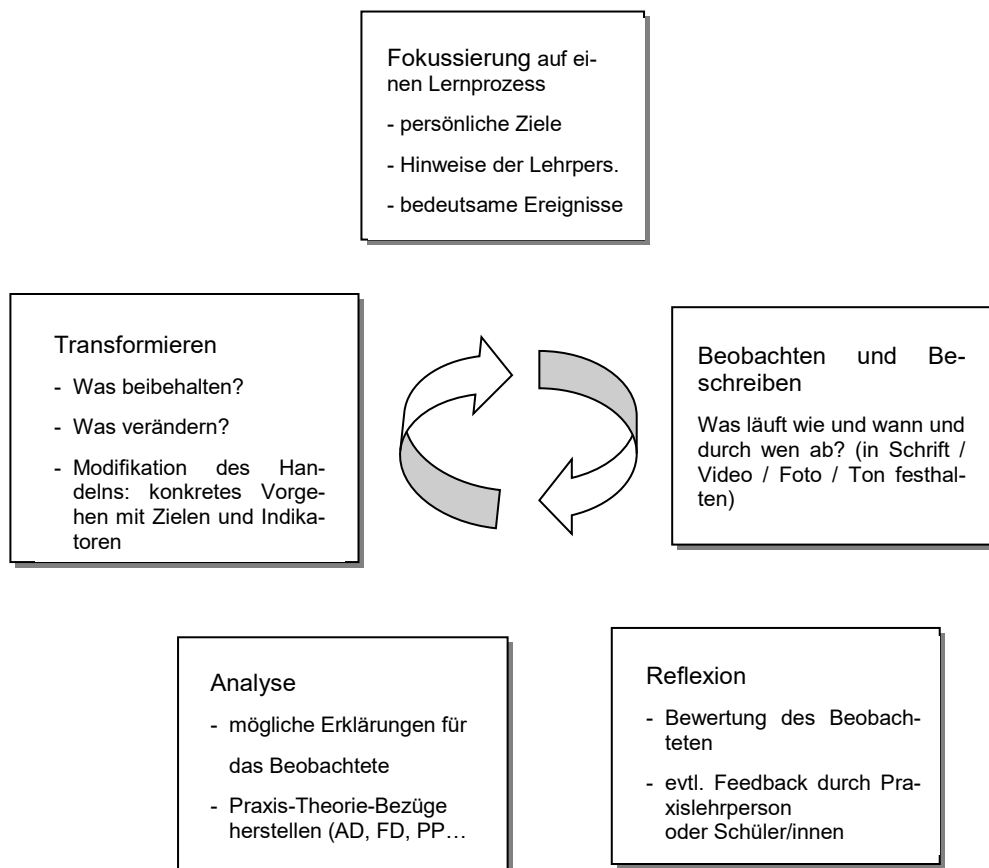 Fokussierung auf ei-
nen Lernprozess
- persönliche Ziele
- Hinweise der Lehrpers.
- bedeutsame Ereignisse
Beobachten und Be-
schreiben
Was läuft wie und wann und
durch wen ab? (in Schrift /
Video / Foto / Ton festhal-
ten)
Reflexion
- Bewertung des Beobach-
teten
- evtl. Feedback durch Pra-
xislehrperson
oder Schüler/innen
Analyse
- mögliche Erklärungen für
das Beobachtete
- Praxis-Theorie-Bezüge
herstellen (AD, FD, PP…
Transformieren
- Was beibehalten?
- Was verändern?
- Modifikation des Han-
delns: konkretes Vorge-
hen mit Zielen und Indika-
toren